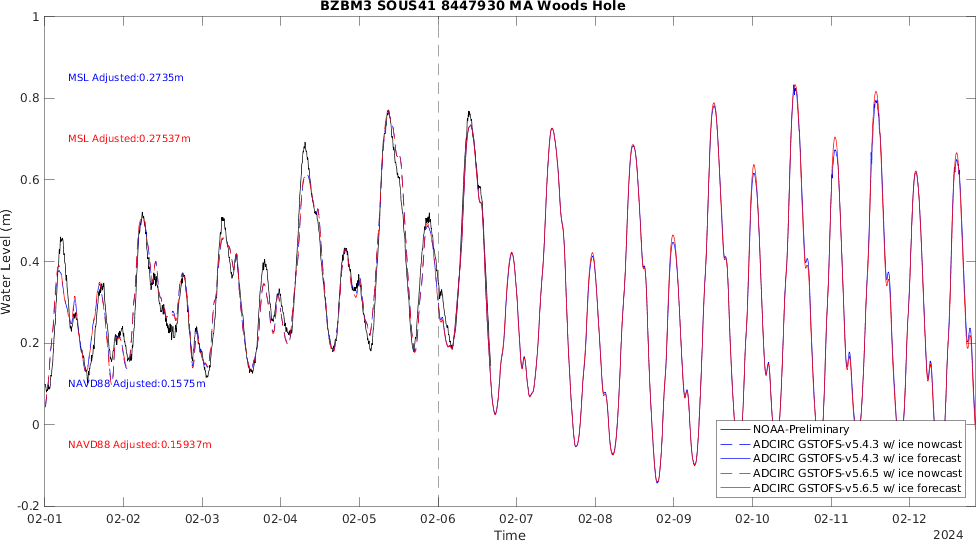 BZBM3 SOUS41 8447930 MA Woods Hole
1
0.8
0.6
0.4
0.2
0
-0.2
Water Level (m)
MSL Adjusted:0.2735m
MSL Adjusted:0.27537m
NAVD88 Adjusted:0.1575m
NAVD88 Adjusted:0.15937m
NOAA-Preliminary
ADCIRC GSTOFS-v5.4.3 w/ ice nowcast
ADCIRC GSTOFS-v5.4.3 w/ ice forecast
ADCIRC GSTOFS-v5.6.5 w/ ice nowcast
ADCIRC GSTOFS-v5.6.5 w/ ice forecast
02-01 02-02 02-03 02-04 02-05 02-06 02-07 02-08 02-09 02-10 02-11 02-12
Time
2024